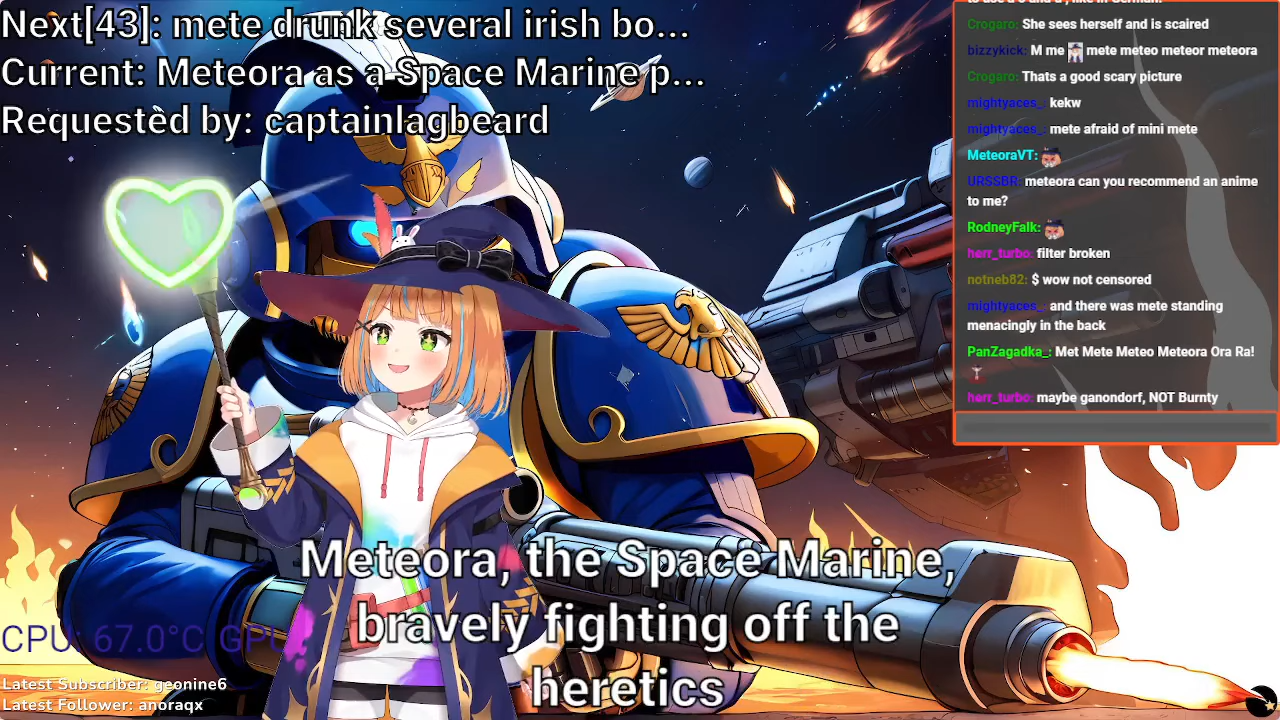 Next[43]: mete drunk several irish bo...
Current: Meteora as a Space Marine p...
Requested by: captainlagbeard
Crogaro: She sees herself and is scaired
bizzykick: M me mete meteo meteor meteora
Crogaro: Thats a good scary picture
mightyaces_: kekw
mightyaces_: mete afraid of mini mete
MeteoraVT:
URSSBR: meteora can you recommend an anime
to me?
RodneyFalk:
herr_turbo: filter broken
notneb82: $ wow not censored
mightyaces_: and there was mete standing
menacingly in the back
PanZagadka_: Met Mete Meteo Meteora Ora Ra!
herr_turbo: maybe ganondorf, NOT Burnty
Meteora, the Space Marine,
bravely fighting off the
heretics
CPU: 67.0°C GPU
Latest Subscriber: geonine6
Latest Follower: anoraqx